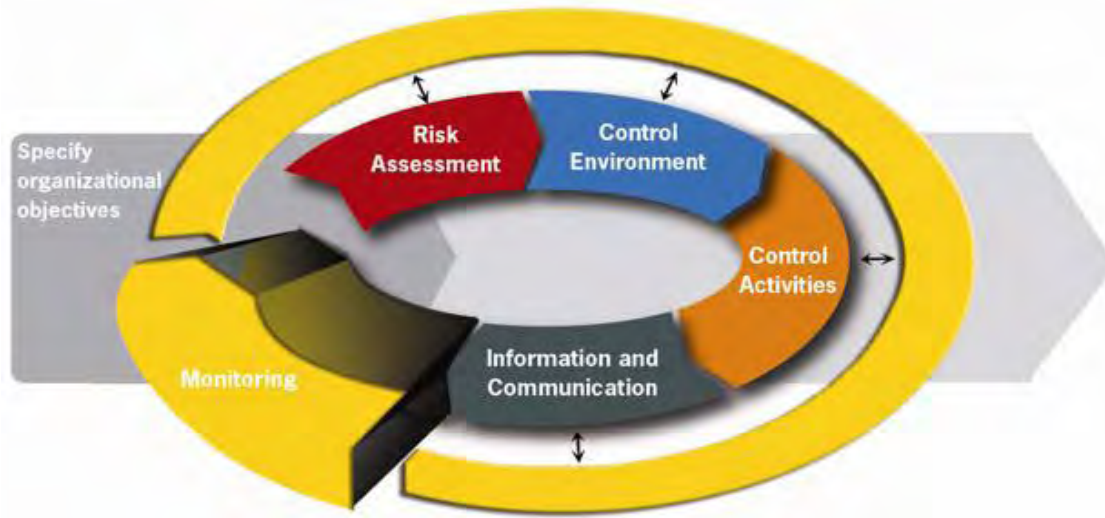 Specify
organizational
objectives
Risk
Assessment
Control
Environment
Control
Activities
Information and
Communication
Monitoring